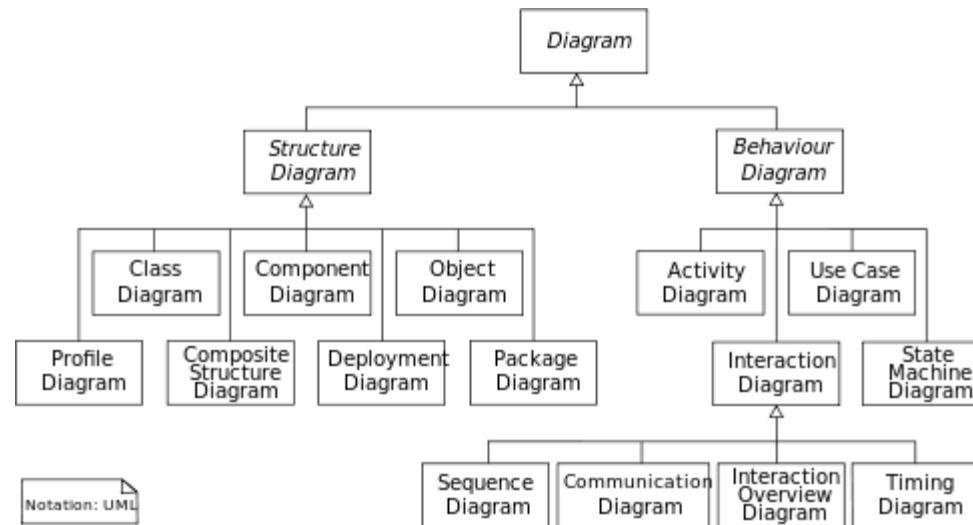 Diagram
Structure
Diagram
Behaviour
Diagram
Class
Diagram
Component
Diagram
Object
Diagram
Activity
Diagram
Use Case
Diagram
Profile
Diagram
Composite
Structure
Diagram
Deployment
Diagram
Package
Diagram
Interaction
Diagram
State
Machine
Diagram
Sequence
Diagram
Communication
Diagram
Interaction
Overview
Diagram
Timing
Diagram
Notation: UML